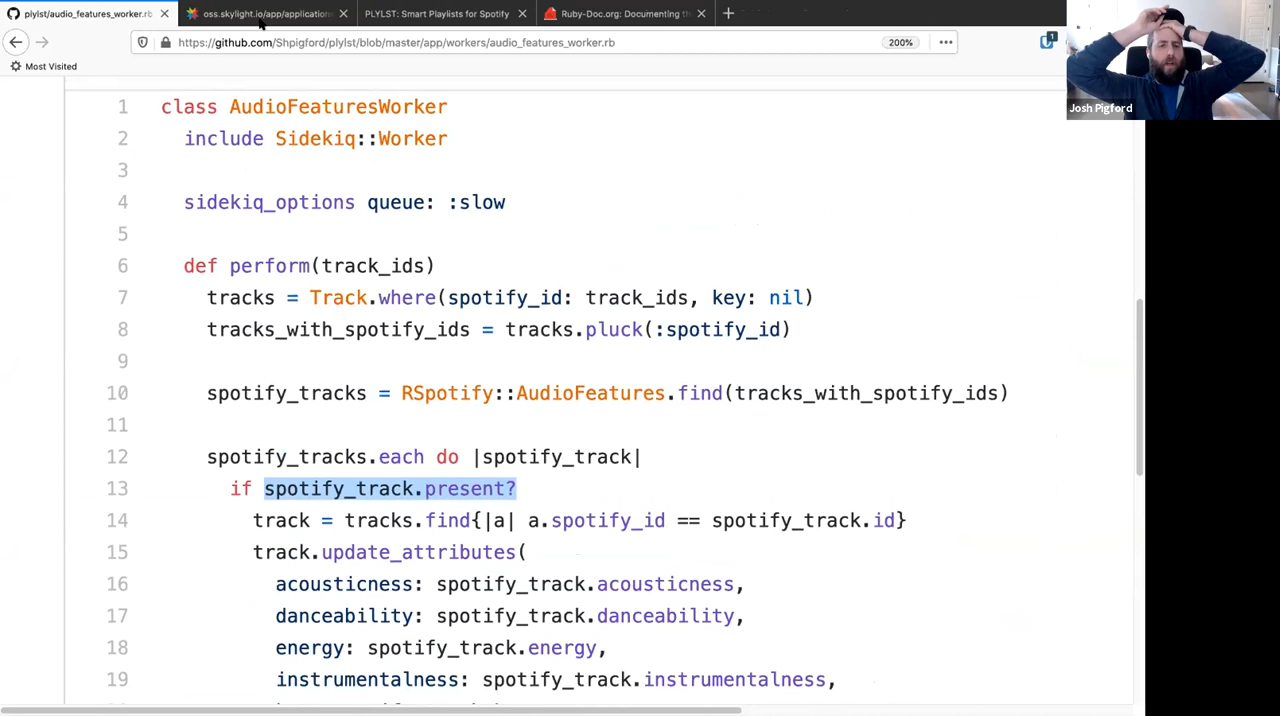 plylst/audio_features_worker.rb
oss.skylight.io/app/application
PLYLST: Smart Playlists for Spotify
Ruby-Doc.org: Documenting th
https://github.com/Shpigford/plylst/blob/master/app/workers/audio_features_worker.rb
200%
1
Most Visited
Josh Pigford
1 class AudioFeaturesWorker
2 include Sidekiq::Worker
3
4 sidekiq_options queue: :slow
5
6 def perform(track_ids)
7 tracks = Track.where(spotify_id: track_ids, key: nil)
8 tracks_with_spotify_ids = tracks.pluck(:spotify_id)
9
10 spotify_tracks = RSpotify::AudioFeatures.find(tracks_with_spotify_ids)
11
12 spotify_tracks.each do |spotify_track|
13 if spotify_track.present?
14 track = tracks.find{|a| a.spotify_id == spotify_track.id}
15 track.update_attributes(
16 acousticness: spotify_track.acousticness,
17 danceability: spotify_track.danceability,
18 energy: spotify_track.energy,
19 instrumentalness: spotify_track.instrumentalness,